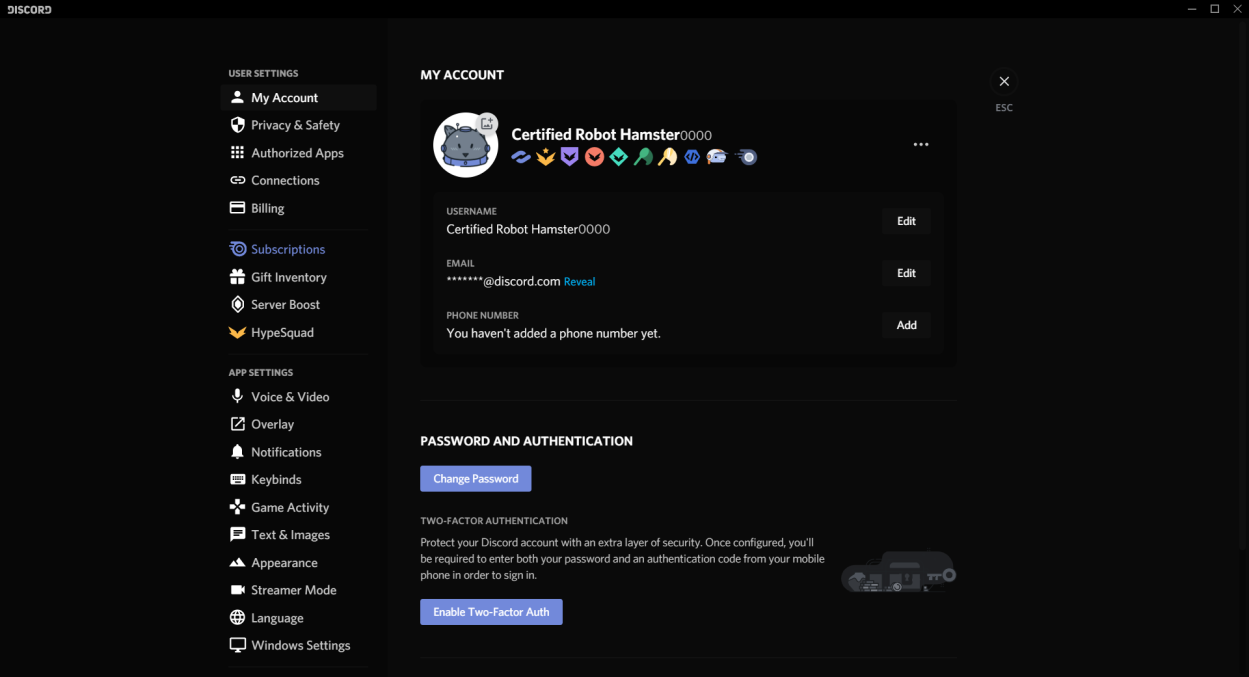 DISCORD
USER SETTINGS
My Account
Privacy & Safety
Authorized Apps
Connections
Billing
Subscriptions
Gift Inventory
Server Boost
HypeSquad
APP SETTINGS
Voice & Video
Overlay
Notifications
Keybinds
Game Activity
Text & Images
Appearance
Streamer Mode
Language
Windows Settings
MY ACCOUNT
ESC
Certified Robot Hamster0000
USERNAME
Certified Robot Hamster0000
Edit
EMAIL
*******@discord.com Reveal
Edit
PHONE NUMBER
You haven't added a phone number yet.
Add
PASSWORD AND AUTHENTICATION
Change Password
TWO-FACTOR AUTHENTICATION
Protect your Discord account with an extra layer of security. Once configured, you'll
be required to enter both your password and an authentication code from your mobile
phone in order to sign in.
Enable Two-Factor Auth